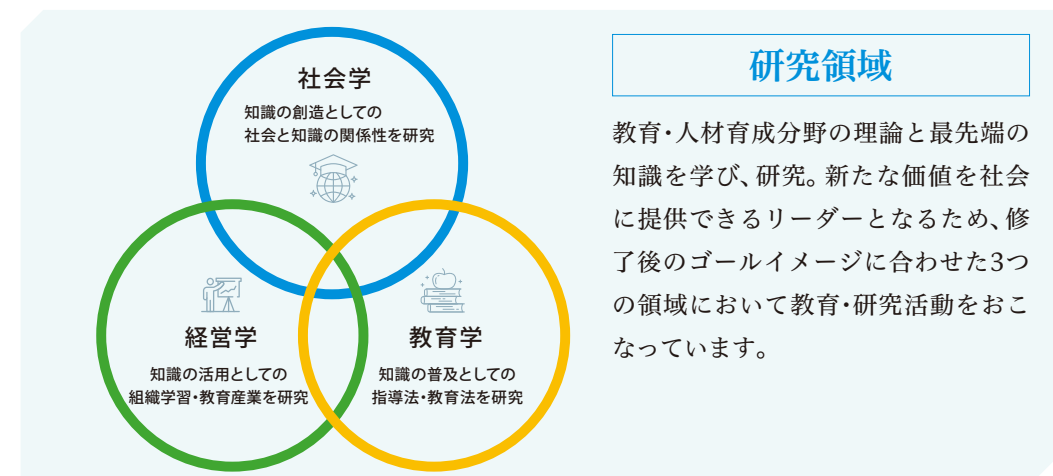 社会学
知識の創造としての
社会と知識の関係性を研究
経営学
知識の活用としての
組織学習・教育産業を研究
教育学
知識の普及としての
指導法・教育法を研究
研究領域
教育・人材育成分野の理論と最先端の
知識を学び、研究。新たな価値を社会
に提供できるリーダーとなるため、修
了後のゴールイメージに合わせた3つ
の領域において教育・研究活動をおこ
なっています。